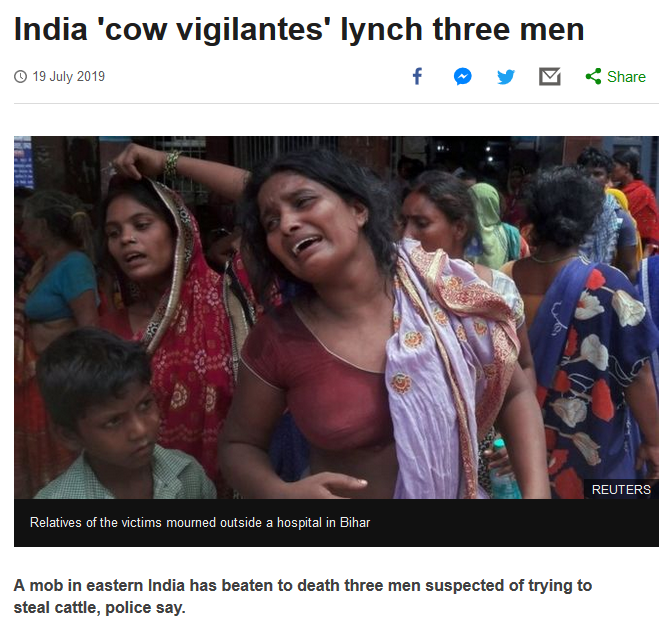 India 'cow vigilantes' lynch three men
19 July 2019
Share
REUTERS
Relatives of the victims mourned outside a hospital in Bihar
A mob in eastern India has beaten to death three men suspected of trying to
steal cattle, police say.